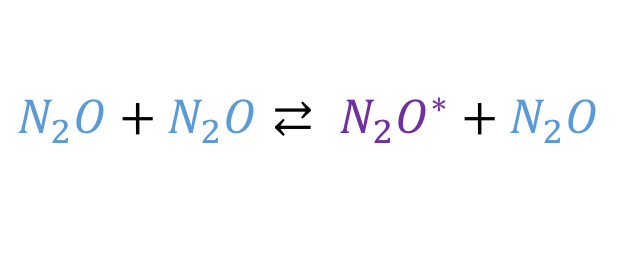 N₂O + N₂O ⇄ N₂O* + N₂O